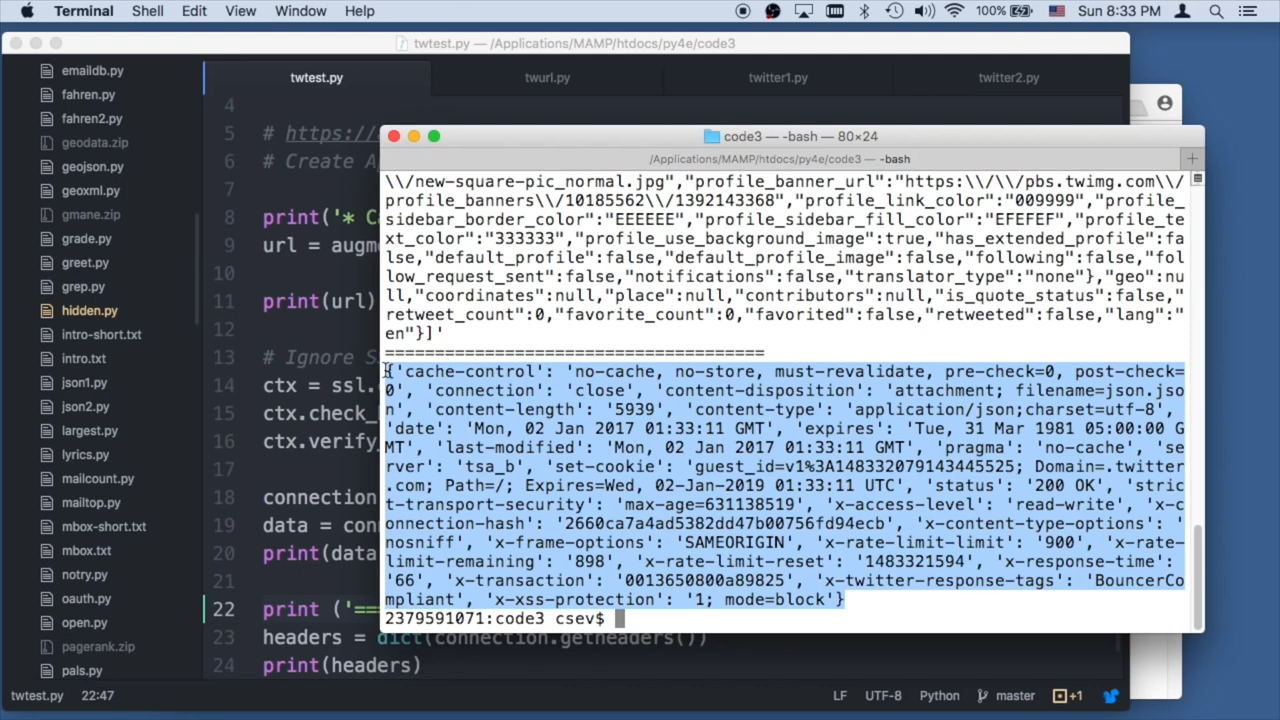 Terminal Shell Edit View Window Help 100% Sun 8:33 PM
twtest.py — /Applications/MAMP/htdocs/py4e/code3
emaildb.py
fahren.py
fahren2.py
geodata.zip
geojson.py
geoxml.py
gmane.zip
grade.py
greet.py
grep.py
hidden.py
intro-short.txt
intro.txt
json1.py
json2.py
largest.py
lyrics.py
mailcount.py
mailtop.py
mbox-short.txt
mbox.txt
notry.py
oauth.py
open.py
pagerank.zip
pals.py
twtest.py twurl.py twitter1.py twitter2.py
4
5 # https://
6 # Create A
7
8 print('* C
9 url = augm
10
11 print(url)
12
13 # Ignore S
14 ctx = ssl.
15 ctx.check_
16 ctx.verify_
17
18 connection
19 data = con
20 print(data
21
22 print ('==
23 headers = dict(connection.getheaders())
24 print(headers)
code3 — -bash — 80×24
/Applications/MAMP/htdocs/py4e/code3 — -bash
\\/new-square-pic_normal.jpg","profile_banner_url":"https:\\/\\/pbs.twimg.com\\/
profile_banners\\/10185562\\/1392143368","profile_link_color":"009999","profile_
sidebar_border_color":"EEEEEE","profile_sidebar_fill_color":"EFEFEF","profile_te
xt_color":"333333","profile_use_background_image":true,"has_extended_profile":fa
lse,"default_profile":false,"default_profile_image":false,"following":false,"fol
low_request_sent":false,"notifications":false,"translator_type":"none"},"geo":nu
ll,"coordinates":null,"place":null,"contributors":null,"is_quote_status":false,"
retweet_count":0,"favorite_count":0,"favorited":false,"retweeted":false,"lang":"
en"}]'
======================================
{'cache-control': 'no-cache, no-store, must-revalidate, pre-check=0, post-check=
0', 'connection': 'close', 'content-disposition': 'attachment; filename=json.jso
n', 'content-length': '5939', 'content-type': 'application/json;charset=utf-8',
'date': 'Mon, 02 Jan 2017 01:33:11 GMT', 'expires': 'Tue, 31 Mar 1981 05:00:00 G
MT', 'last-modified': 'Mon, 02 Jan 2017 01:33:11 GMT', 'pragma': 'no-cache', 'se
rver': 'tsa_b', 'set-cookie': 'guest_id=v1%3A148332079143445525; Domain=.twitter
.com; Path=/; Expires=Wed, 02-Jan-2019 01:33:11 UTC', 'status': '200 OK', 'stric
t-transport-security': 'max-age=631138519', 'x-access-level': 'read-write', 'x-c
onnection-hash': '2660ca7a4ad5382dd47b00756fd94ecb', 'x-content-type-options': '
nosniff', 'x-frame-options': 'SAMEORIGIN', 'x-rate-limit-limit': '900', 'x-rate-
limit-remaining': '898', 'x-rate-limit-reset': '1483321594', 'x-response-time':
'66', 'x-transaction': '0013650800a89825', 'x-twitter-response-tags': 'BouncerCo
mpliant', 'x-xss-protection': '1; mode=block'}
2379591071:code3 csev$
twtest.py 22:47 LF UTF-8 Python master +1